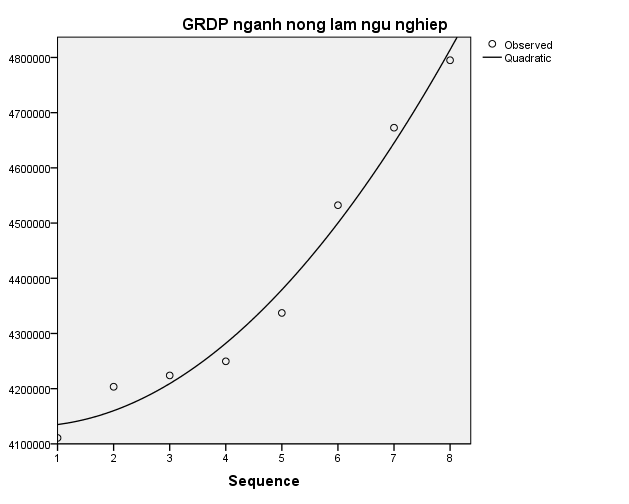 GRDP nganh nong lam ngu nghiep
Observed
Quadratic
4800000
4700000
4600000
4500000
4400000
4300000
4200000
4100000
1 2 3 4 5 6 7 8
Sequence